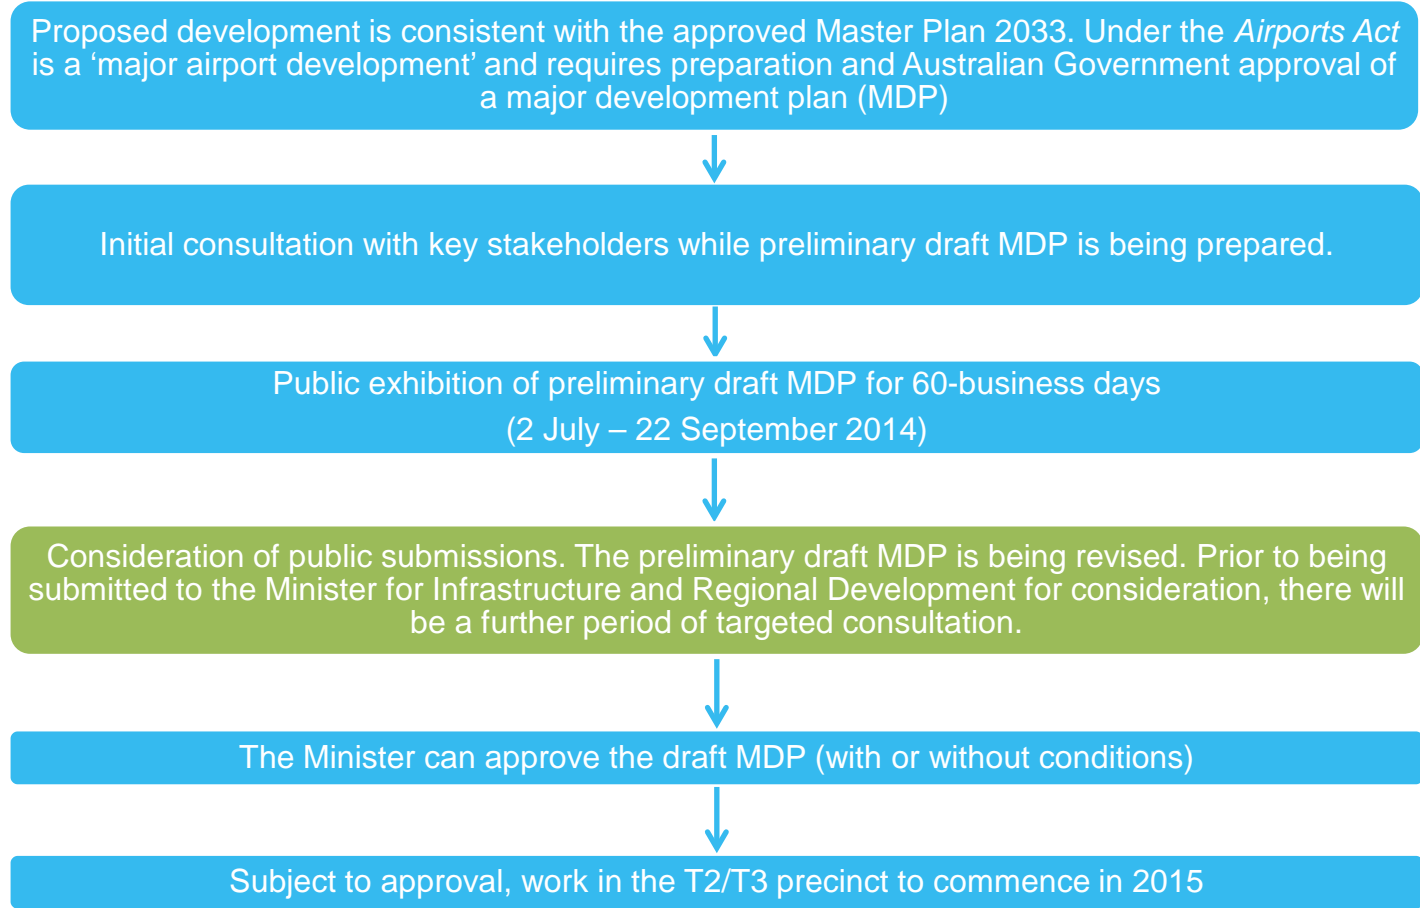 Proposed development is consistent with the approved Master Plan 2033. Under the Airports Act
is a ‘major airport development’ and requires preparation and Australian Government approval of
a major development plan (MDP)
Initial consultation with key stakeholders while preliminary draft MDP is being prepared.
Public exhibition of preliminary draft MDP for 60-business days
(2 July – 22 September 2014)
Consideration of public submissions. The preliminary draft MDP is being revised. Prior to being
submitted to the Minister for Infrastructure and Regional Development for consideration, there will
be a further period of targeted consultation.
The Minister can approve the draft MDP (with or without conditions)
Subject to approval, work in the T2/T3 precinct to commence in 2015